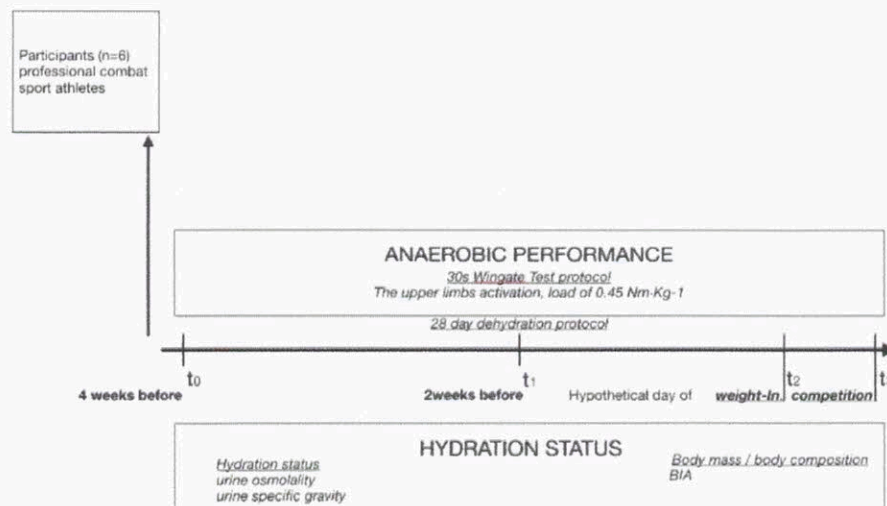 Participants (n=6)
professional combat
sport athletes
ANAEROBIC PERFORMANCE
30s Wingate Test protocol
The upper limbs activation, load of 0.45 Nm-Kg-1
28 day dehydration protocol
t0 t1 t2 t
4 weeks before 2weeks before Hypothetical day of weight-In. competition
HYDRATION STATUS
Hydration status
urine osmolality
urine specific gravity
Body mass / body composition
BIA